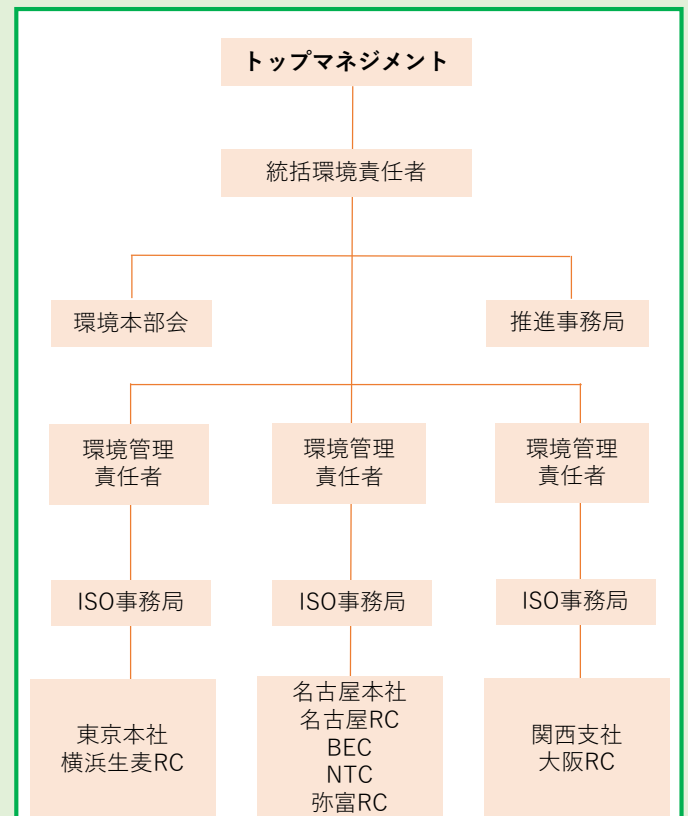 トップマネジメント
統括環境責任者
環境本部会
推進事務局
環境管理
責任者
環境管理
責任者
環境管理
責任者
ISO事務局
ISO事務局
ISO事務局
東京本社
横浜生麦RC
名古屋本社
名古屋RC
BEC
NTC
弥富RC
関西支社
大阪RC